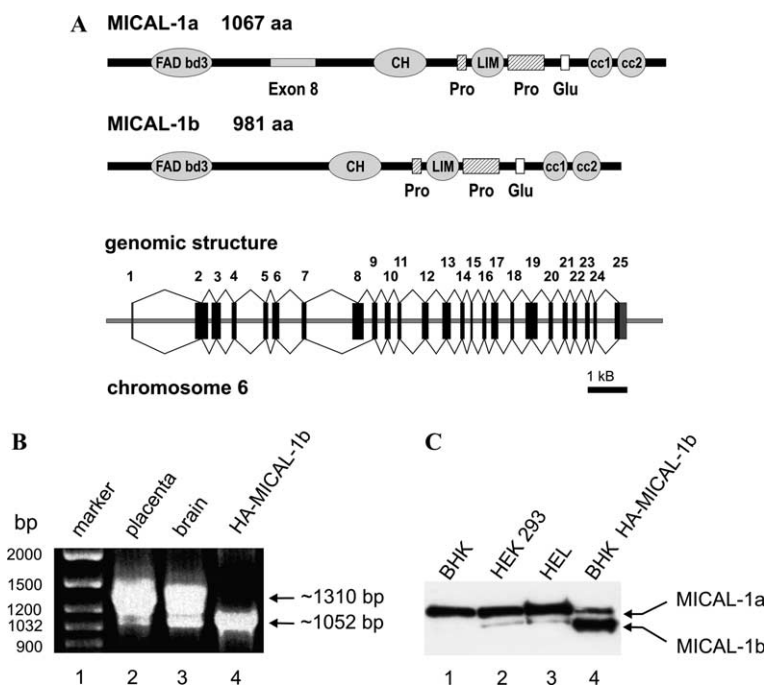 A
MICAL-1a 1067 aa
FAD bd3 CH LIM cc1 cc2
Exon 8 Pro Pro Glu
MICAL-1b 981 aa
FAD bd3 CH LIM cc1 cc2
Pro Pro Glu
genomic structure
1 2 3 4 5 6 7 8 9 10 11 12 13 14 15 16 17 18 19 20 21 22 23 24 25
chromosome 6
1 kB
B
bp marker placenta brain HA-MICAL-1b
2000
1500
1200
1032
900
~1310 bp
~1052 bp
1 2 3 4
C
BHK HEK 293 HEL BHK HA-MICAL-1b
MICAL-1a
MICAL-1b
1 2 3 4